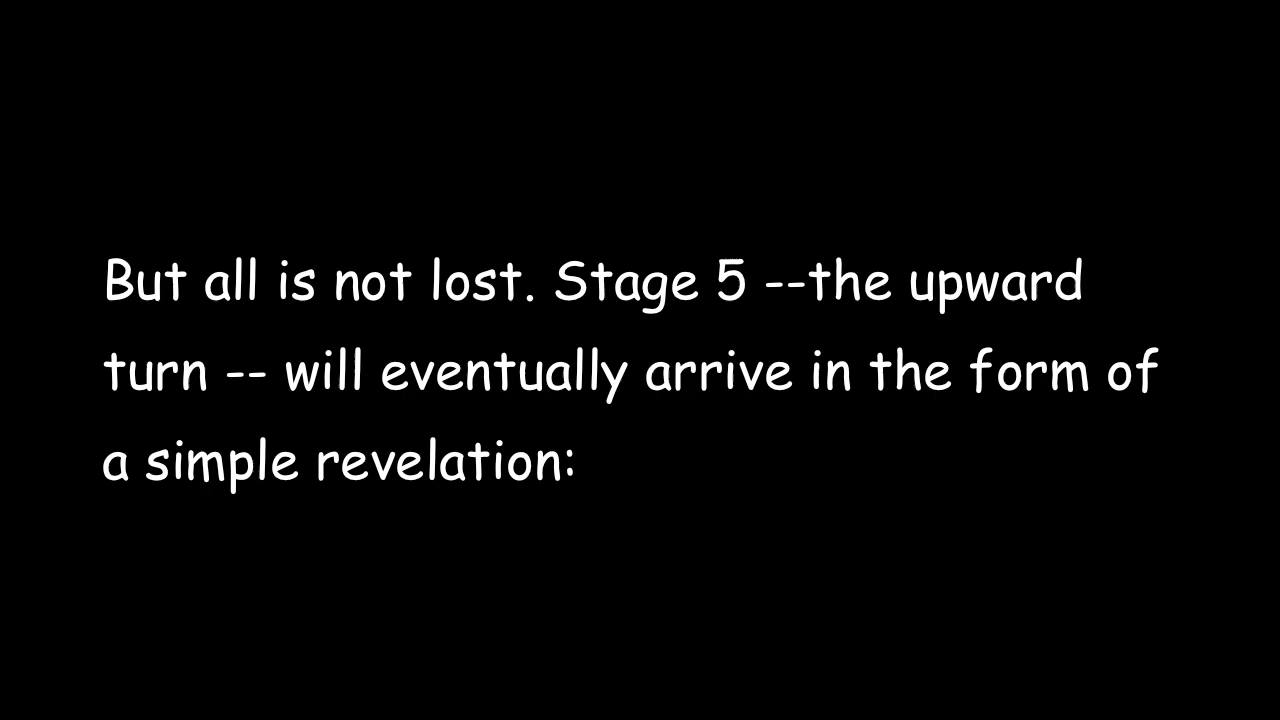 But all is not lost. Stage 5 --the upward
turn -- will eventually arrive in the form of
a simple revelation: